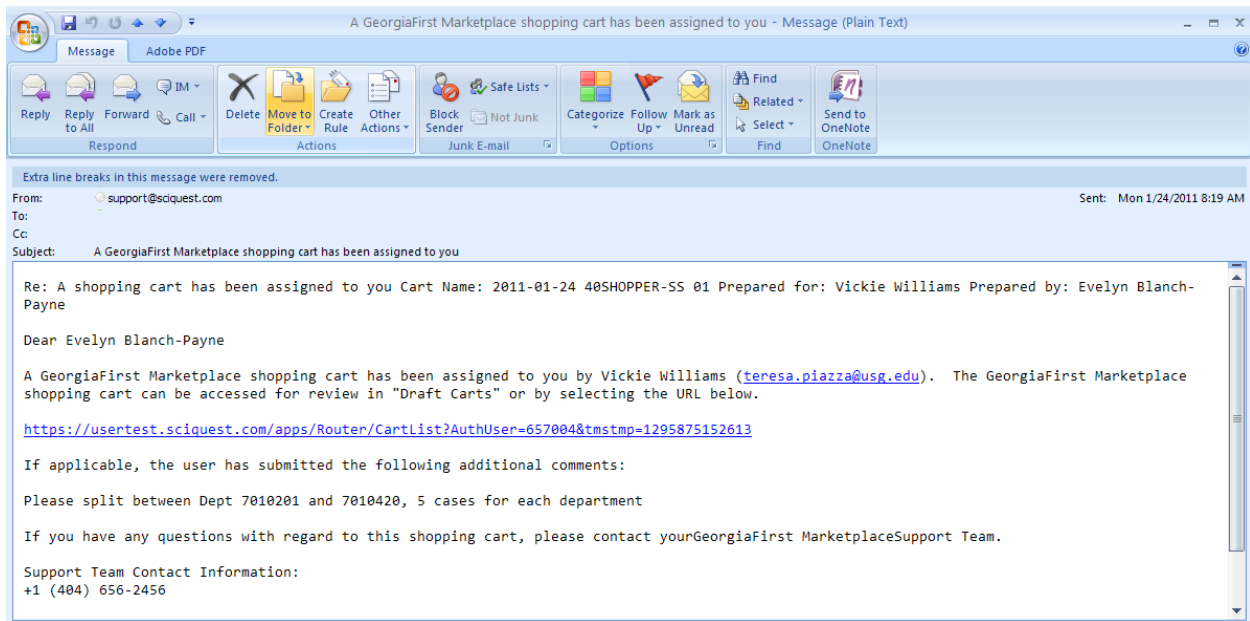 A GeorgiaFirst Marketplace shopping cart has been assigned to you - Message (Plain Text)
Message Adobe PDF
Reply Reply to All Forward IM Call
Delete Move to Folder Create Rule Other Actions
Block Sender Safe Lists Not Junk
Categorize Follow Up Mark as Unread
Find Related Select
Send to OneNote
Respond Actions Junk E-mail Options Find OneNote
Extra line breaks in this message were removed.
From: support@sciquest.com Sent: Mon 1/24/2011 8:19 AM
To:
Cc:
Subject: A GeorgiaFirst Marketplace shopping cart has been assigned to you
Re: A shopping cart has been assigned to you Cart Name: 2011-01-24 40SHOPPER-SS 01 Prepared for: Vickie Williams Prepared by: Evelyn Blanch-
Payne
Dear Evelyn Blanch-Payne
A GeorgiaFirst Marketplace shopping cart has been assigned to you by Vickie Williams (teresa.piazza@usg.edu). The GeorgiaFirst Marketplace
shopping cart can be accessed for review in "Draft Carts" or by selecting the URL below.
https://usertest.sciquest.com/apps/Router/CartList?AuthUser=657004&tmstmp=1295875152613
If applicable, the user has submitted the following additional comments:
Please split between Dept 7010201 and 7010420, 5 cases for each department
If you have any questions with regard to this shopping cart, please contact yourGeorgiaFirst MarketplaceSupport Team.
Support Team Contact Information:
+1 (404) 656-2456